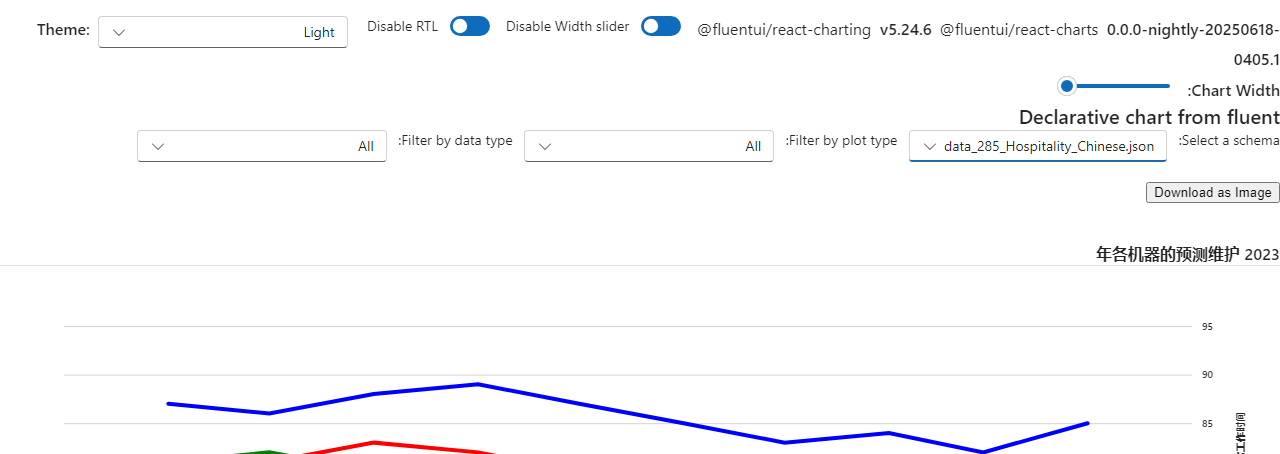 Theme: Light Disable RTL Disable Width slider @fluentui/react-charting v5.24.6 @fluentui/react-charts 0.0.0-nightly-20250618-
0405.1
:Chart Width
Declarative chart from fluent
:Select a schema data_285_Hospitality_Chinese.json :Filter by plot type All :Filter by data type All
Download as Image
年各机器的预测维护 2023
95
90
85
工作时间